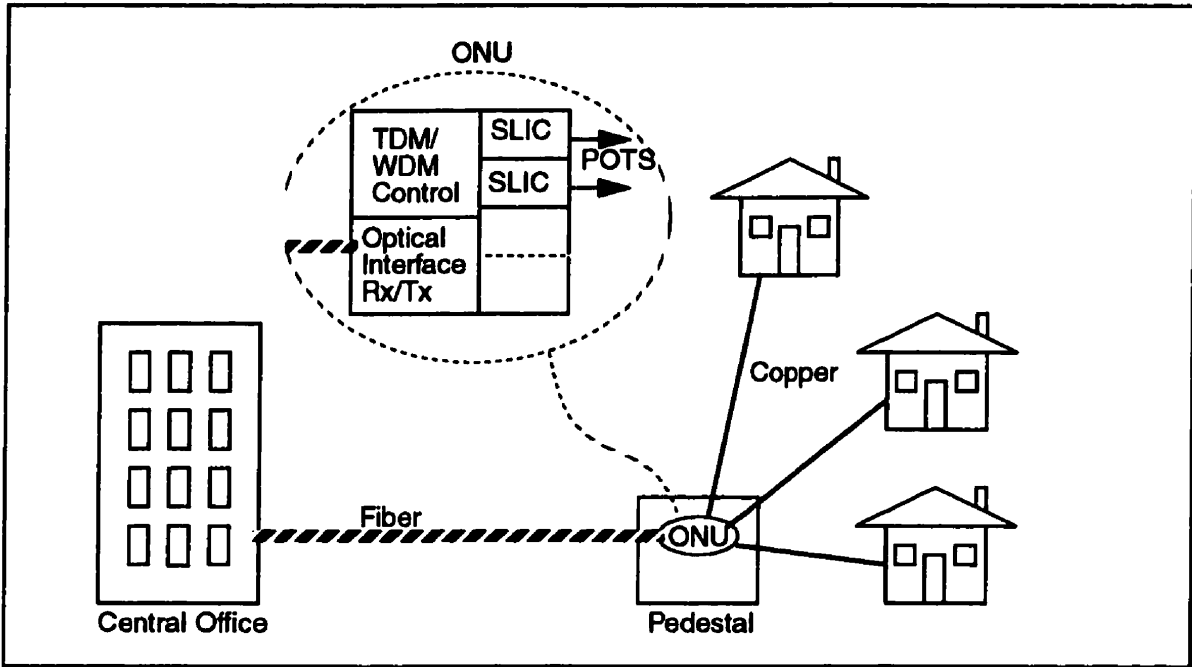 ONU
TDM/
WDM
Control
SLIC
SLIC
POTS
Optical
Interface
Rx/Tx
Copper
Fiber
ONU
Central Office
Pedestal